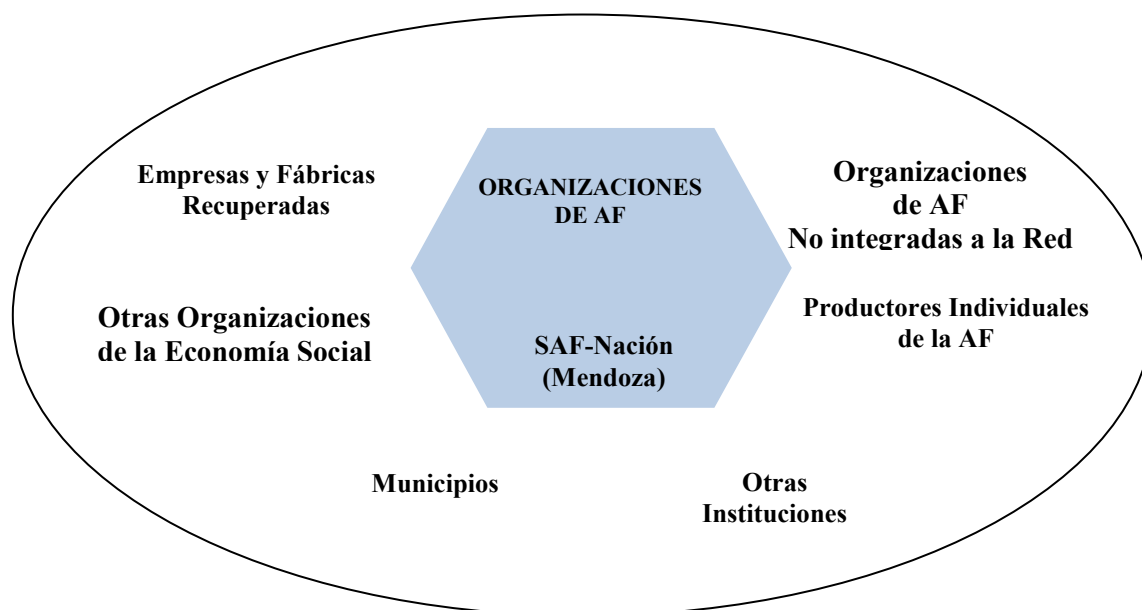 Empresas y Fábricas
Recuperadas
ORGANIZACIONES
DE AF
Organizaciones
de AF
No integradas a la Red
Otras Organizaciones
de la Economía Social
SAF-Nación
(Mendoza)
Productores Individuales
de la AF
Municipios
Otras
Instituciones